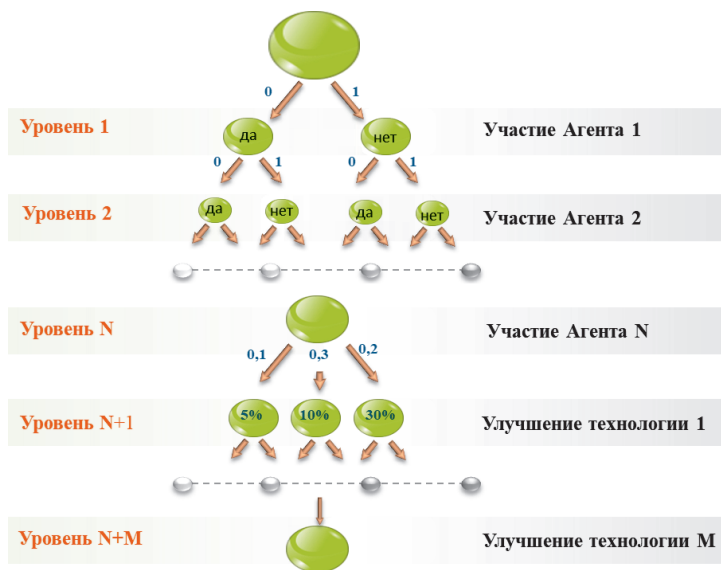 0 1
Уровень 1 да нет Участие Агента 1
0 1 0 1
Уровень 2 да нет да нет Участие Агента 2
Уровень N Участие Агента N
0,1 0,3 0,2
Уровень N+1 5% 10% 30% Улучшение технологии 1
Уровень N+M Улучшение технологии M